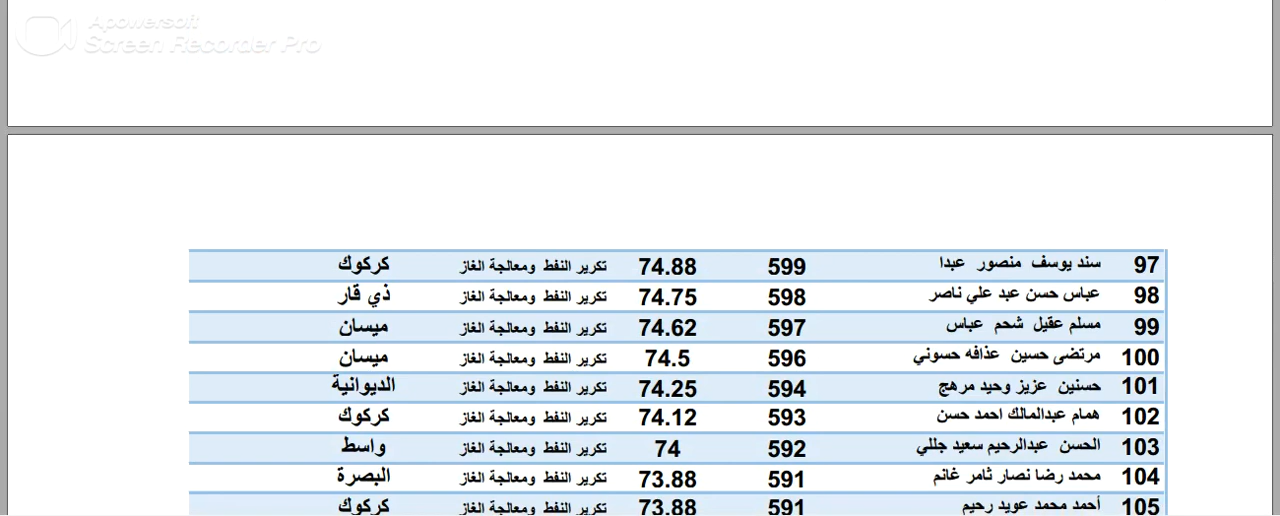 Apowersoft
Screen Recorder Pro
97 سند يوسف منصور عبدا 599 74.88 تكرير النفط ومعالجة الغاز كركوك
98 عباس حسن عبد علي ناصر 598 74.75 تكرير النفط ومعالجة الغاز ذي قار
99 مسلم عقيل شحم عباس 597 74.62 تكرير النفط ومعالجة الغاز ميسان
100 مرتضى حسين عذافه حسوني 596 74.5 تكرير النفط ومعالجة الغاز ميسان
101 حسنين عزيز وحيد مرهج 594 74.25 تكرير النفط ومعالجة الغاز الديوانية
102 همام عبدالمالك احمد حسن 593 74.12 تكرير النفط ومعالجة الغاز كركوك
103 الحسن عبدالرحيم سعيد جللي 592 74 تكرير النفط ومعالجة الغاز واسط
104 محمد رضا نصار ثامر غانم 591 73.88 تكرير النفط ومعالجة الغاز البصرة
105 أحمد محمد عويد رحيم 591 73.88 تكرير النفط ومعالجة الغاز كركوك